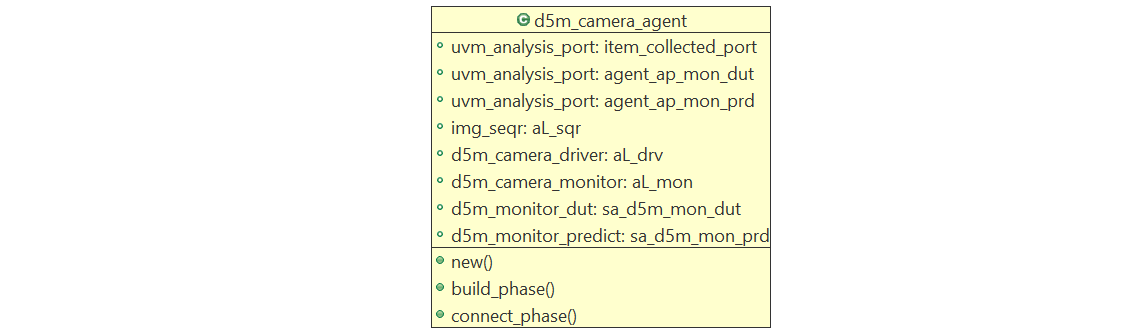 C d5m_camera_agent
uvm_analysis_port: item_collected_port
uvm_analysis_port: agent_ap_mon_dut
uvm_analysis_port: agent_ap_mon_prd
img_seqr: aL_sqr
d5m_camera_driver: aL_drv
d5m_camera_monitor: aL_mon
d5m_monitor_dut: sa_d5m_mon_dut
d5m_monitor_predict: sa_d5m_mon_prd
new()
build_phase()
connect_phase()